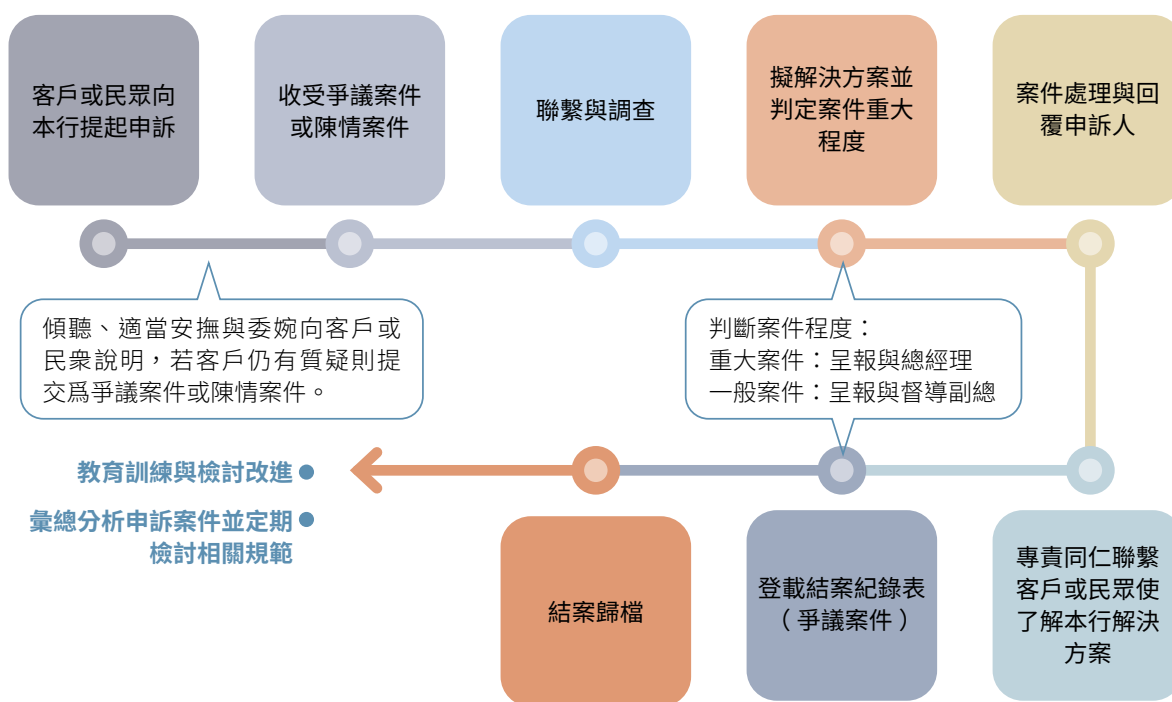 客戶或民眾向
本行提起申訴
收受爭議案件
或陳情案件
聯繫與調查
擬解決方案並
判定案件重大
程度
案件處理與回
覆申訴人
傾聽、適當安撫與委婉向客戶或
民衆說明，若客戶仍有質疑則提
交爲爭議案件或陳情案件。
判斷案件程度：
重大案件：呈報與總經理
一般案件：呈報與督導副總
專責同仁聯繫
客戶或民眾使
了解本行解決
方案
登載結案紀錄表
（爭議案件）
結案歸檔
教育訓練與檢討改進
彙總分析申訴案件並定期
檢討相關規範